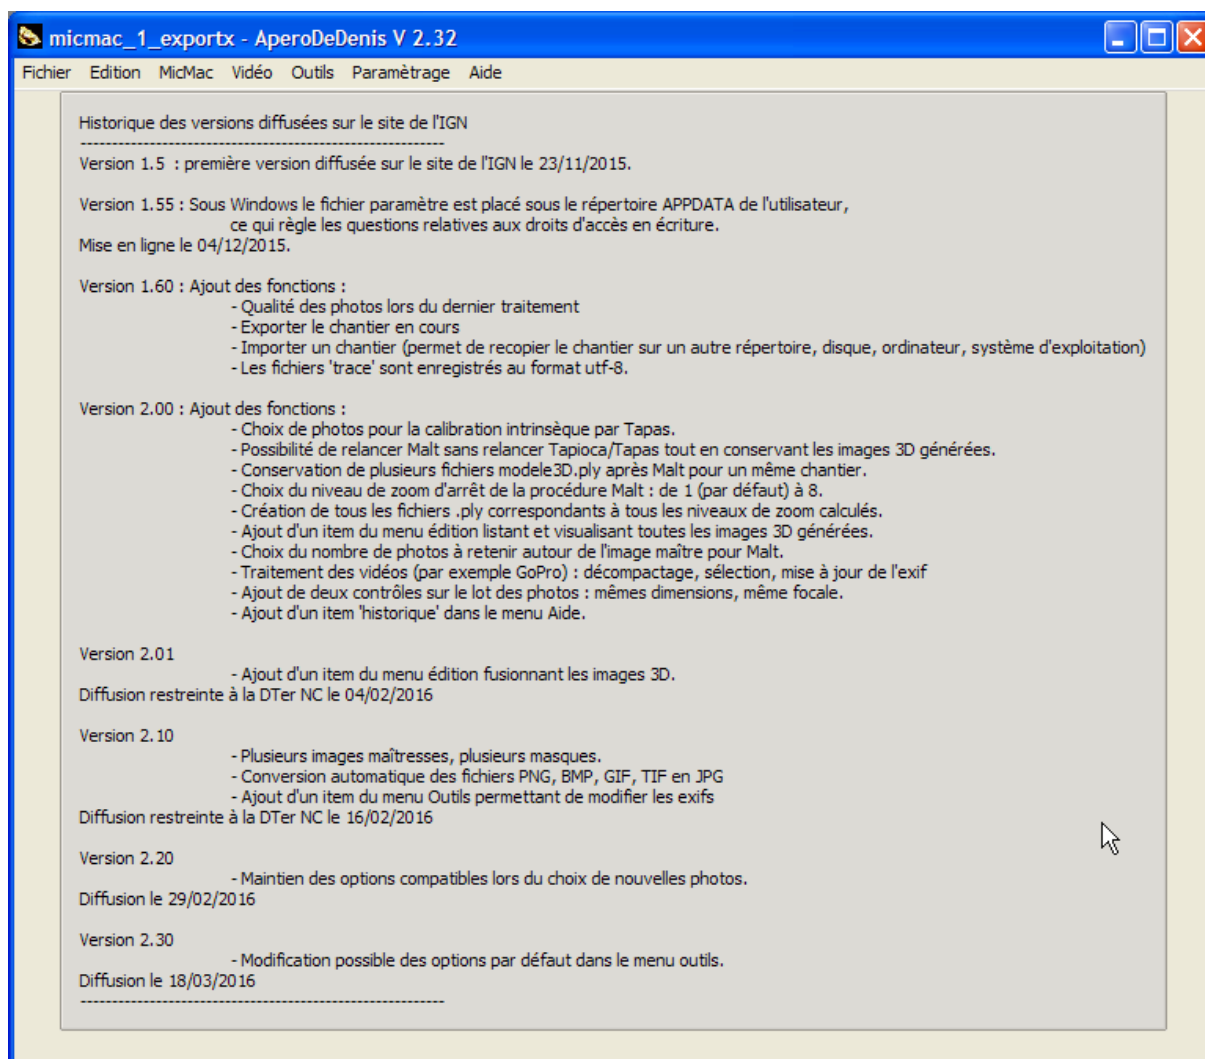 micmac_1_exportx - AperoDeDenis V 2.32
Fichier Edition MicMac Vidéo Outils Paramètrage Aide
Historique des versions diffusées sur le site de l'IGN
----------------------------------------------------------
Version 1.5 : première version diffusée sur le site de l'IGN le 23/11/2015.
Version 1.55 : Sous Windows le fichier paramètre est placé sous le répertoire APPDATA de l'utilisateur,
ce qui règle les questions relatives aux droits d'accès en écriture.
Mise en ligne le 04/12/2015.
Version 1.60 : Ajout des fonctions :
- Qualité des photos lors du dernier traitement
- Exporter le chantier en cours
- Importer un chantier (permet de recopier le chantier sur un autre répertoire, disque, ordinateur, système d'exploitation)
- Les fichiers 'trace' sont enregistrés au format utf-8.
Version 2.00 : Ajout des fonctions :
- Choix de photos pour la calibration intrinsèque par Tapas.
- Possibilité de relancer Malt sans relancer Tapioca/Tapas tout en conservant les images 3D générées.
- Conservation de plusieurs fichiers modele3D.ply après Malt pour un même chantier.
- Choix du niveau de zoom d'arrêt de la procédure Malt : de 1 (par défaut) à 8.
- Création de tous les fichiers .ply correspondants à tous les niveaux de zoom calculés.
- Ajout d'un item du menu édition listant et visualisant toutes les images 3D générées.
- Choix du nombre de photos à retenir autour de l'image maître pour Malt.
- Traitement des vidéos (par exemple GoPro) : décompactage, sélection, mise à jour de l'exif
- Ajout de deux contrôles sur le lot des photos : mêmes dimensions, même focale.
- Ajout d'un item 'historique' dans le menu Aide.
Version 2.01
- Ajout d'un item du menu édition fusionnant les images 3D.
Diffusion restreinte à la DTer NC le 04/02/2016
Version 2.10
- Plusieurs images maîtresses, plusieurs masques.
- Conversion automatique des fichiers PNG, BMP, GIF, TIF en JPG
- Ajout d'un item du menu Outils permettant de modifier les exifs
Diffusion restreinte à la DTer NC le 16/02/2016
Version 2.20
- Maintien des options compatibles lors du choix de nouvelles photos.
Diffusion le 29/02/2016
Version 2.30
- Modification possible des options par défaut dans le menu outils.
Diffusion le 18/03/2016
----------------------------------------------------------